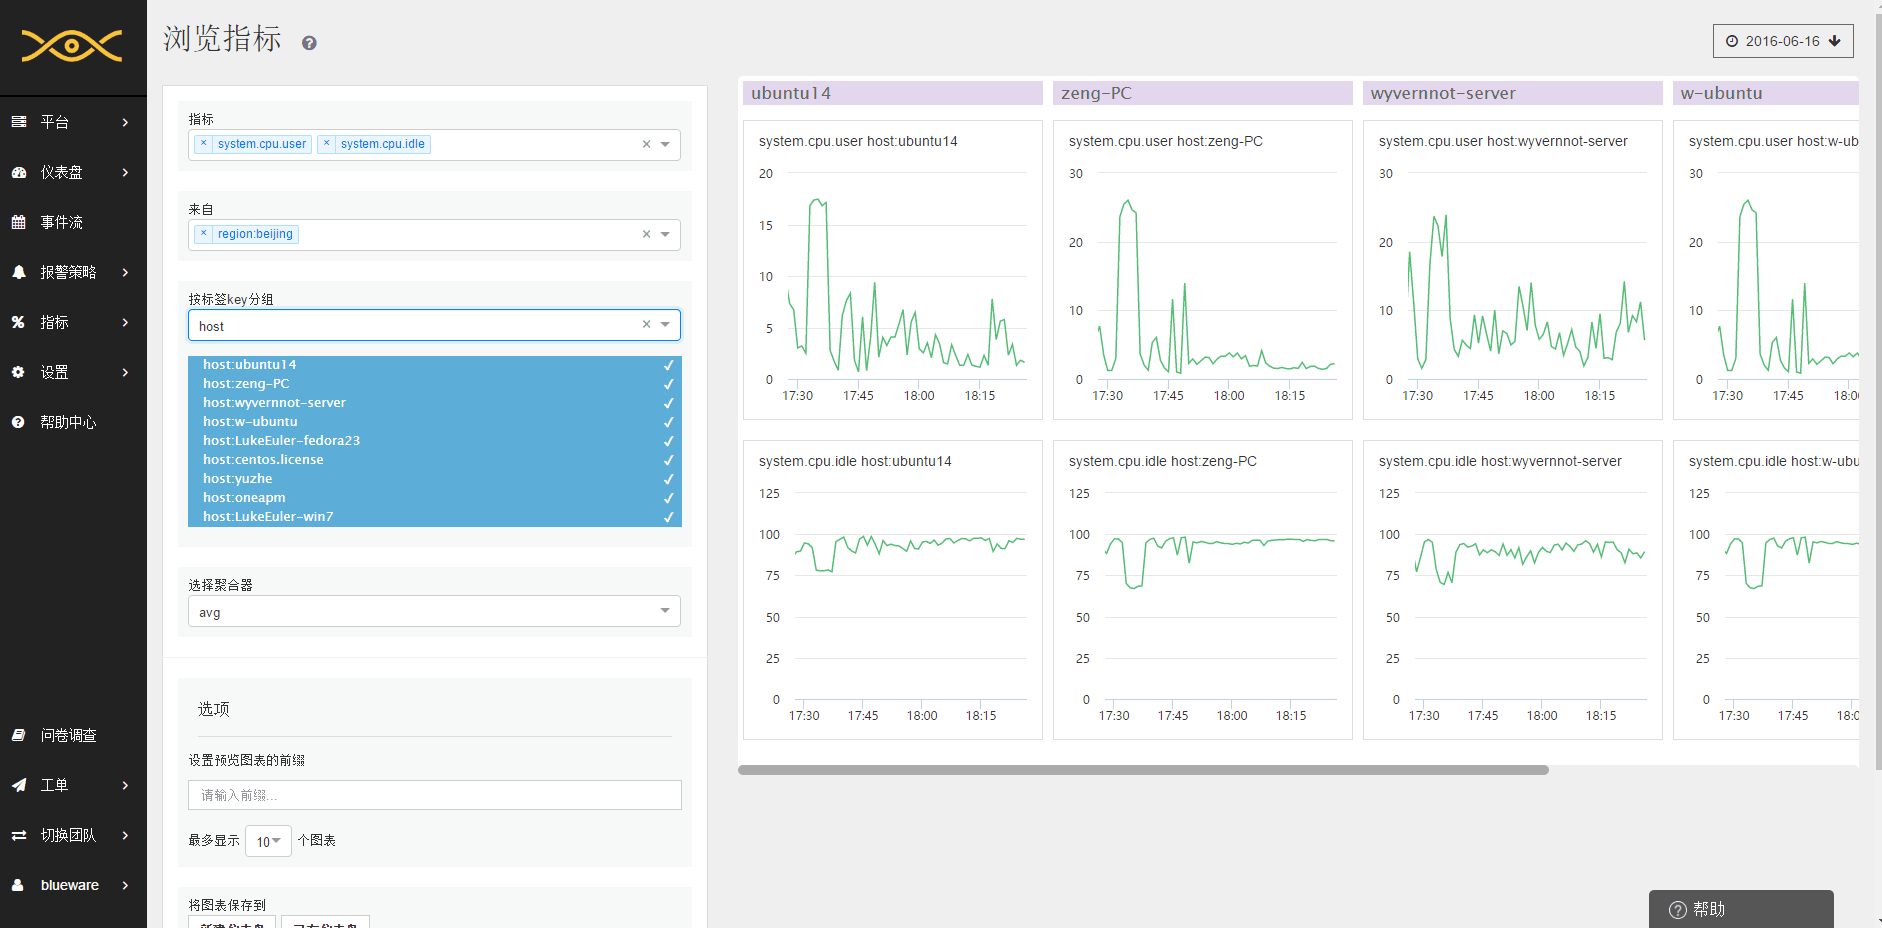 浏览指标
2016-06-16
平台
仪表盘
事件流
报警策略
指标
设置
帮助中心
问卷调查
工单
切换团队
blueware
指标
× system.cpu.user × system.cpu.idle
来自
× region:beijing
按标签key分组
host
host:ubuntu14
host:zeng-PC
host:wyvernnot-server
host:w-ubuntu
host:LukeEuler-fedora23
host:centos.license
host:yuzhe
host:oneapm
host:LukeEuler-win7
选择聚合器
avg
选项
设置预览图表的前缀
请输入前缀...
最多显示 10 个图表
将图表保存到
ubuntu14
zeng-PC
wyvernnot-server
w-ubuntu
system.cpu.user host:ubuntu14
20
15
10
5
0
17:30 17:45 18:00 18:15
system.cpu.user host:zeng-PC
30
20
10
0
17:30 17:45 18:00 18:15
system.cpu.user host:wyvernnot-server
30
20
10
0
17:30 17:45 18:00 18:15
system.cpu.user host:w-ub
30
20
10
0
17:30 17:45 18:0
system.cpu.idle host:ubuntu14
125
100
75
50
25
0
17:30 17:45 18:00 18:15
system.cpu.idle host:zeng-PC
125
100
75
50
25
0
17:30 17:45 18:00 18:15
system.cpu.idle host:wyvernnot-server
125
100
75
50
25
0
17:30 17:45 18:00 18:15
system.cpu.idle host:w-ubu
125
100
75
50
25
0
17:30 17:45 18:0
帮助